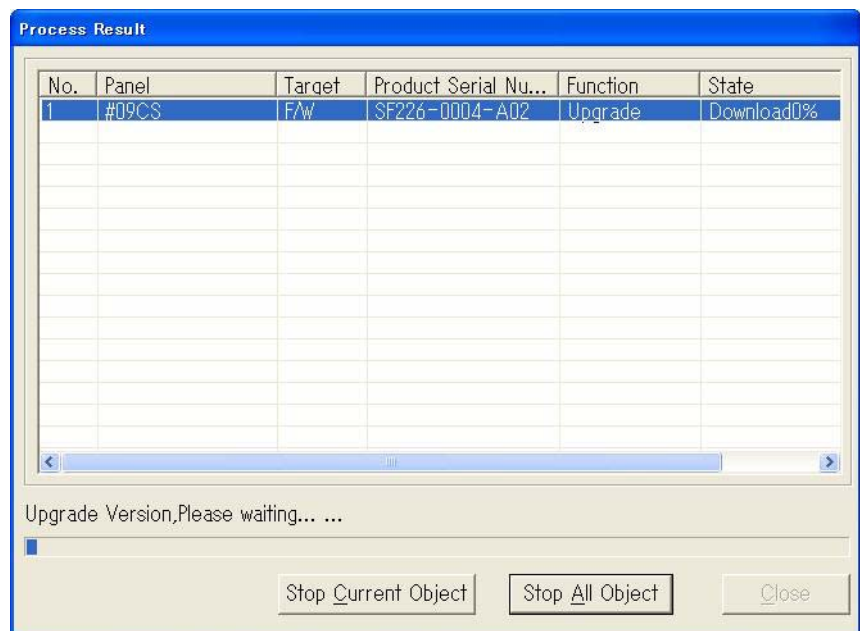 Process Result
No. Panel Target Product Serial Nu... Function State
1 #09CS F/W SF226-0004-A02 Upgrade Download0%
Upgrade Version,Please waiting... ...
Stop Current Object Stop All Object Close